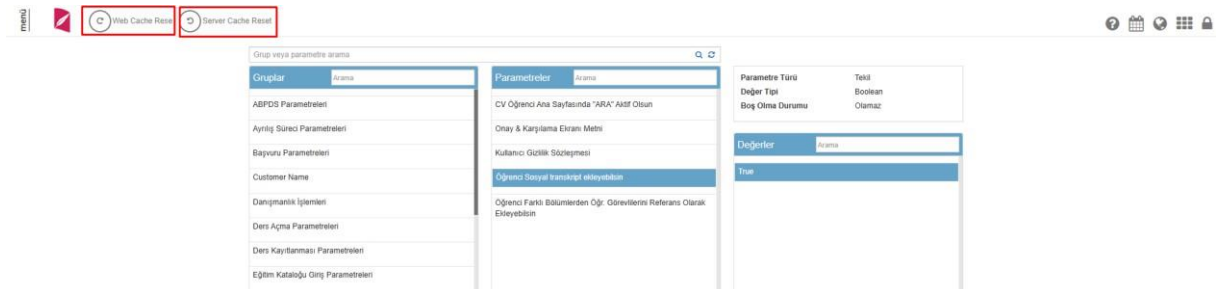 menü
Web Cache Rese
Server Cache Reset
Grup veya parametre arama
Gruplar
Arama
ABPDS Parametreleri
Ayrılış Süreci Parametreleri
Başvuru Parametreleri
Customer Name
Danışmanlık İşlemleri
Ders Açma Parametreleri
Ders Kayıtlanması Parametreleri
Eğitim Kataloğu Giriş Parametreleri
Parametreler
Arama
CV Öğrenci Ana Sayfasında "ARA" Aktif Olsun
Onay & Karşılama Ekranı Metni
Kullanıcı Gizlilik Sözleşmesi
Öğrenci Sosyal transkript ekleyebilsin
Öğrenci Farklı Bölümlerden Öğr. Görevlilerini Referans Olarak
Ekleyebilsin
Parametre Türü Tekil
Değer Tipi Boolean
Boş Olma Durumu Olamaz
Değerler
Arama
True